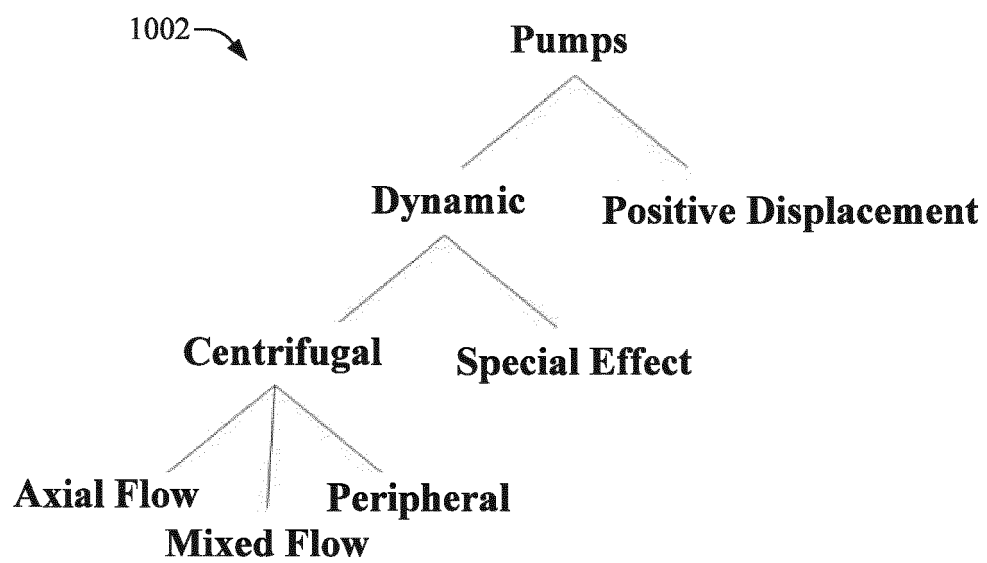 1002
Pumps
Dynamic
Positive Displacement
Centrifugal
Special Effect
Axial Flow
Peripheral
Mixed Flow